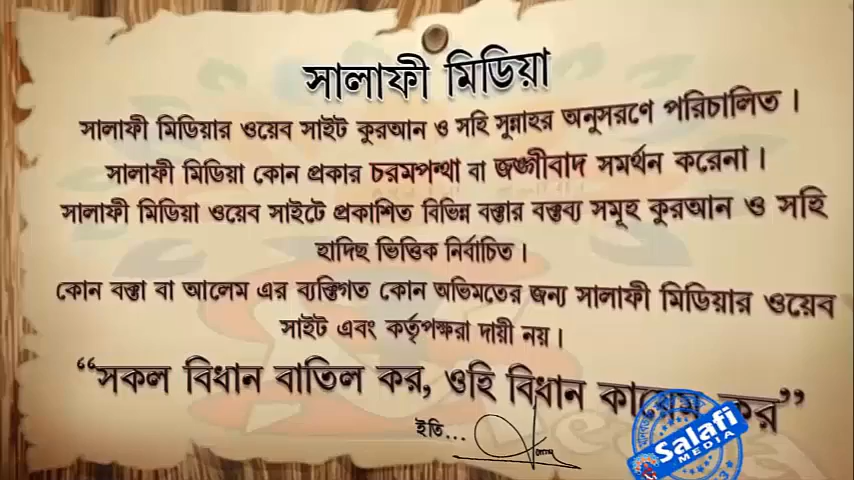 সালাফী মিডিয়া
সালাফী মিডিয়ার ওয়েব সাইট কুরআন ও সহি সুন্নাহর অনুসরণে পরিচালিত ।
সালাফী মিডিয়া কোন প্রকার চরমপন্থা বা জঙ্গীবাদ সমর্থন করেনা ।
সালাফী মিডিয়া ওয়েব সাইটে প্রকাশিত বিভিন্ন বক্তার বক্তব্য সমূহ কুরআন ও সহি
হাদিছ ভিত্তিক নির্বাচিত ।
কোন বক্তা বা আলেম এর ব্যক্তিগত কোন অভিমতের জন্য সালাফী মিডিয়ার ওয়েব
সাইট এবং কর্তৃপক্ষরা দায়ী নয় ।
“সকল বিধান বাতিল কর, ওহি বিধান কায়েম কর”
ইতি...
Salafi
MEDIA